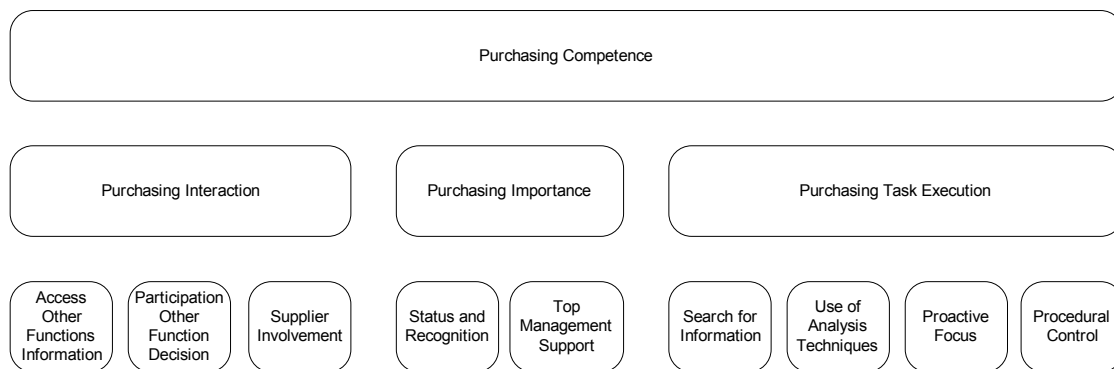 Purchasing Competence
Purchasing Interaction
Purchasing Importance
Purchasing Task Execution
Access
Other
Functions
Information
Participation
Other
Function
Decision
Supplier
Involvement
Status and
Recognition
Top
Management
Support
Search for
Information
Use of
Analysis
Techniques
Proactive
Focus
Procedural
Control